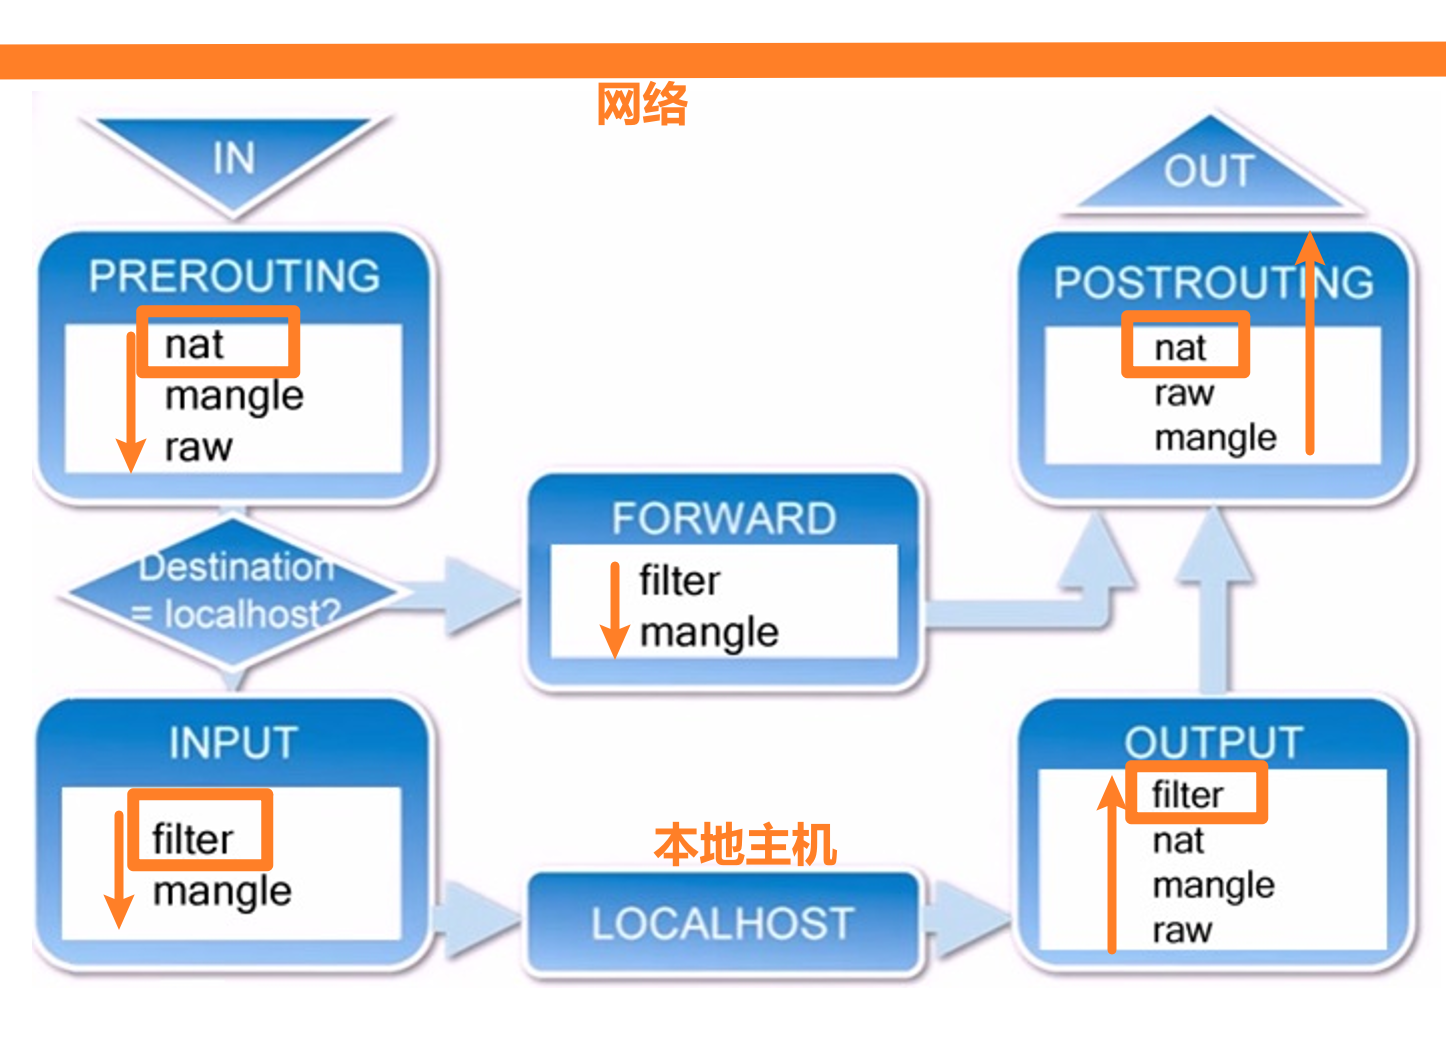 网络
IN
PREROUTING
nat
mangle
raw
Destination
= localhost?
INPUT
filter
mangle
FORWARD
filter
mangle
本地主机
LOCALHOST
OUT
POSTROUTING
nat
raw
mangle
OUTPUT
filter
nat
mangle
raw